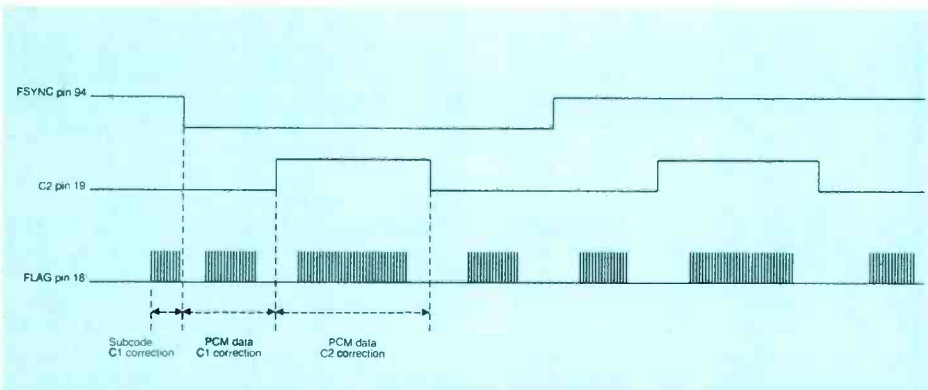 FSYNC pin 94
C2 pin 19
FLAG pin 18
Subcode
C1 correction
PCM data
C1 correction
PCM data
C2 correction